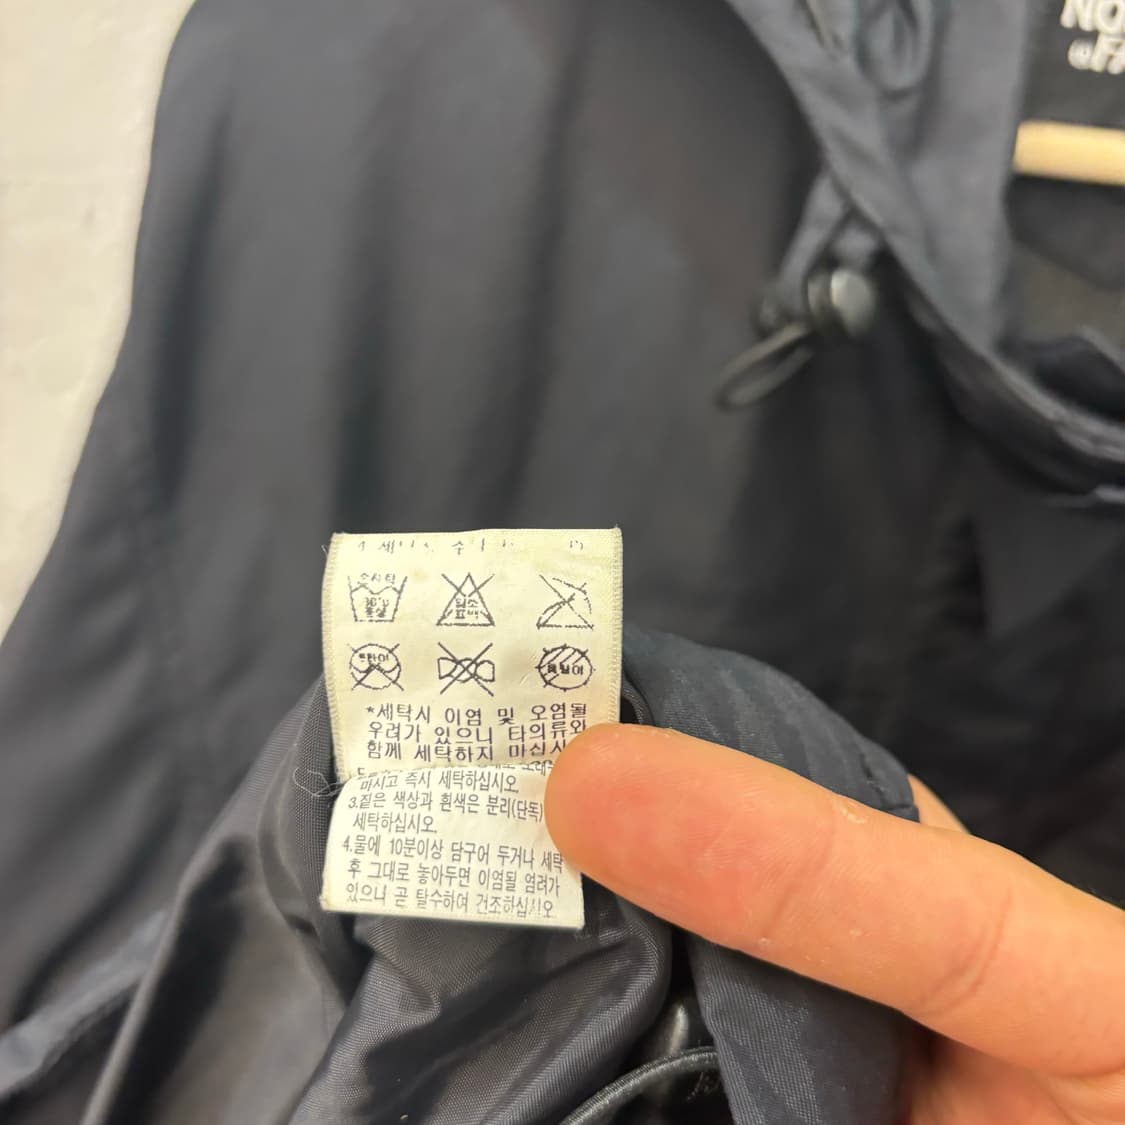 NO
손세탁
중성
염소
표백
드라이
뜨릴어
*세탁시 이염 및 오염될
우려가 있으니 타의류와
함께 세탁하지 마십시
마시고 즉시 세탁하십시오.
3.짙은 색상과 흰색은 분리(단독)
세탁하십시오.
4.물에 10분이상 담구어 두거나 세탁
후 그대로 놓아두면 이염될 염려가
있으니 곧 탈수하여 건조하십시오.